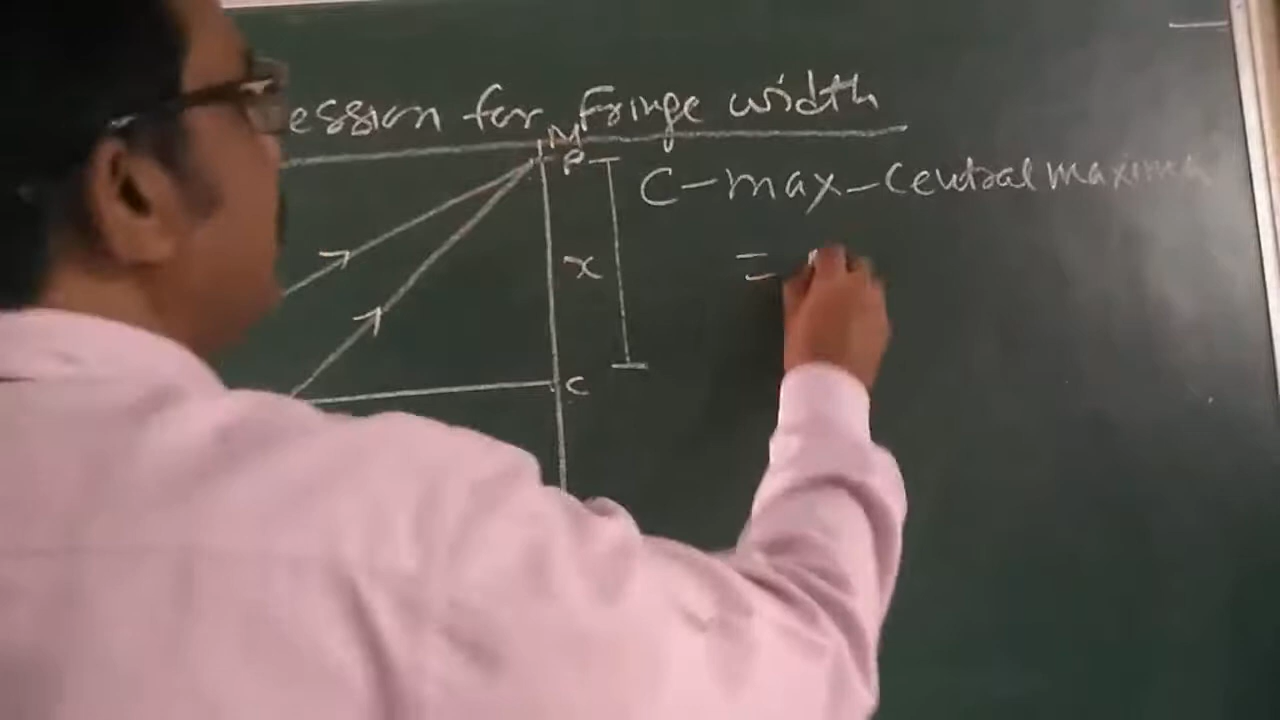 ession for Fringe width
M
P
C-max-Central maxima
x
=
C